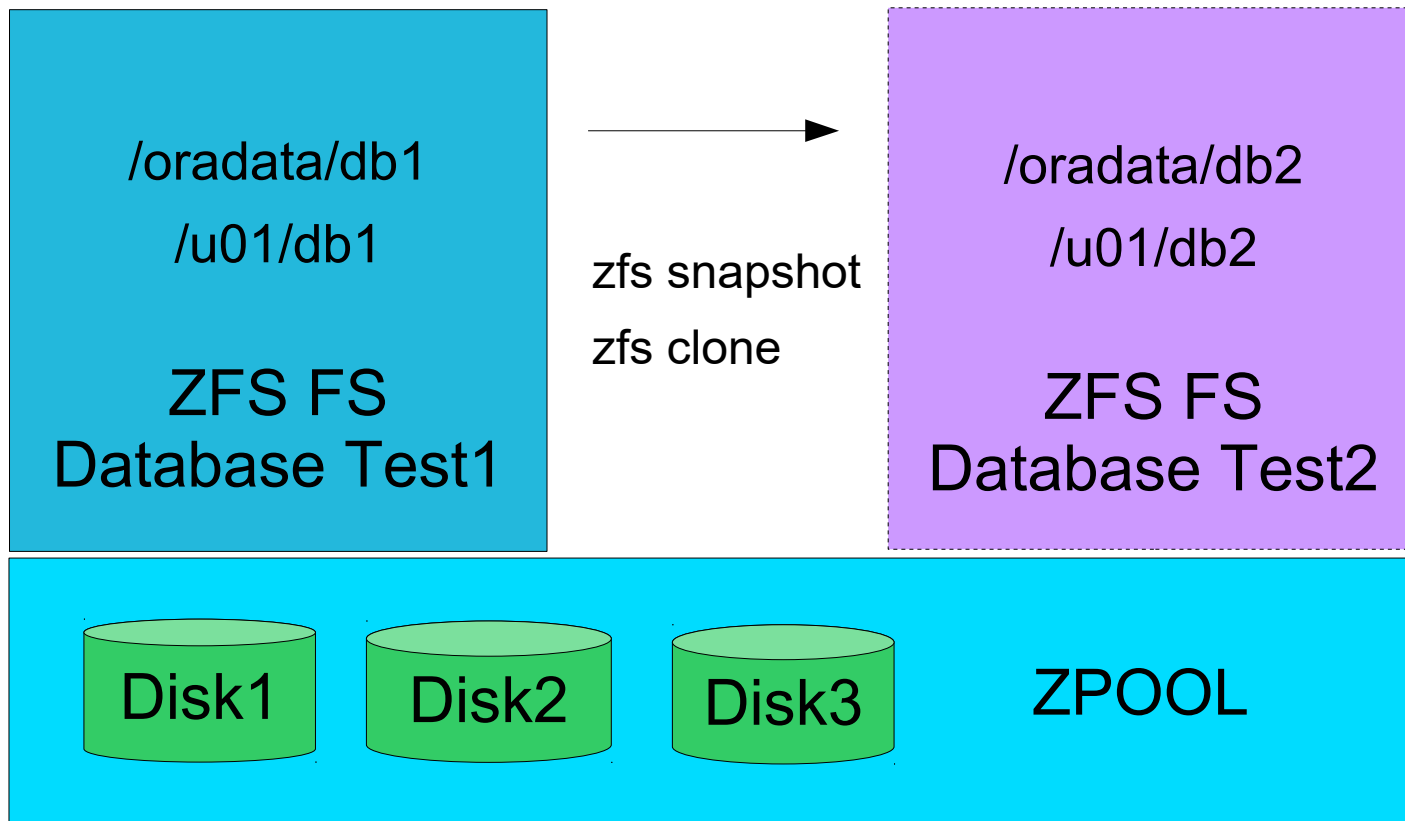 /oradata/db1
/u01/db1
ZFS FS
Database Test1
zfs snapshot
zfs clone
/oradata/db2
/u01/db2
ZFS FS
Database Test2
Disk1
Disk2
Disk3
ZPOOL